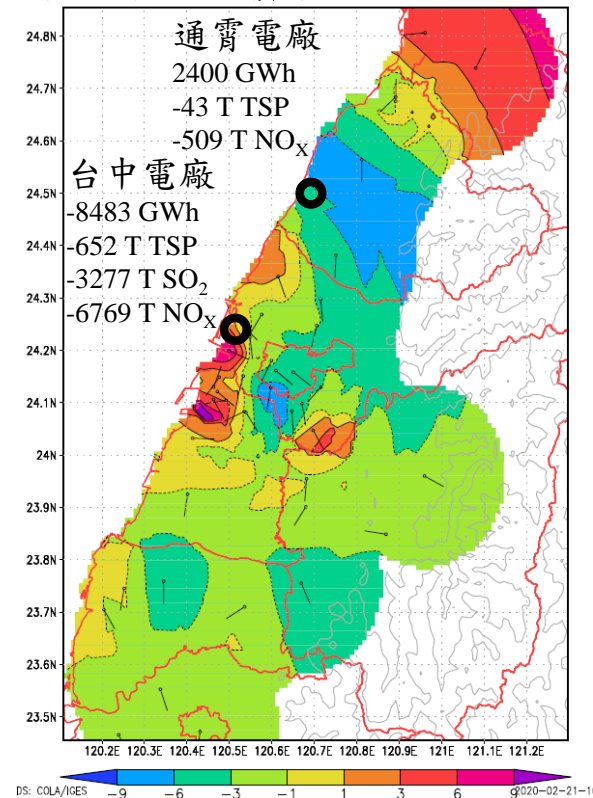 通霄電廠
2400 GWh
-43 T TSP
-509 T NOX
台中電廠
-8483 GWh
-652 T TSP
-3277 T SO2
-6769 T NOX
24.8N
24.7N
24.6N
24.5N
24.4N
24.3N
24.2N
24.1N
24N
23.9N
23.8N
23.7N
23.6N
23.5N
120.2E 120.3E 120.4E 120.5E 120.6E 120.7E 120.8E 120.9E 121E 121.1E 121.2E
-9 -6 -3 -1 1 3 6 9
DS: COLA/IGES 2020-02-21-1